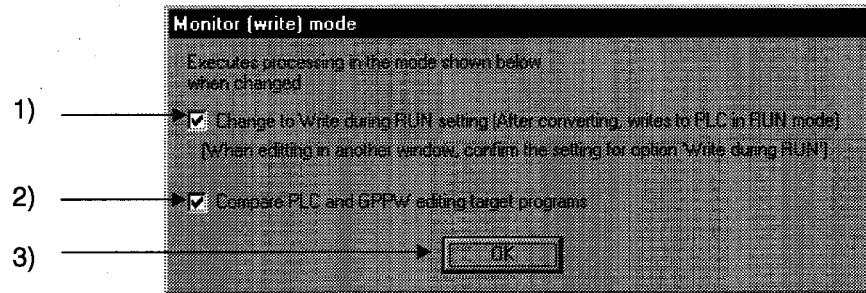 Monitor (write) mode
Executes processing in the mode shown below
when changed
1)
Change to Write during RUN setting (After converting, writes to PLC in RUN mode)
(When editting in another window, confirm the setting for option 'Write during RUN')
2)
Compare PLC and GPPW editing target programs
3)
OK